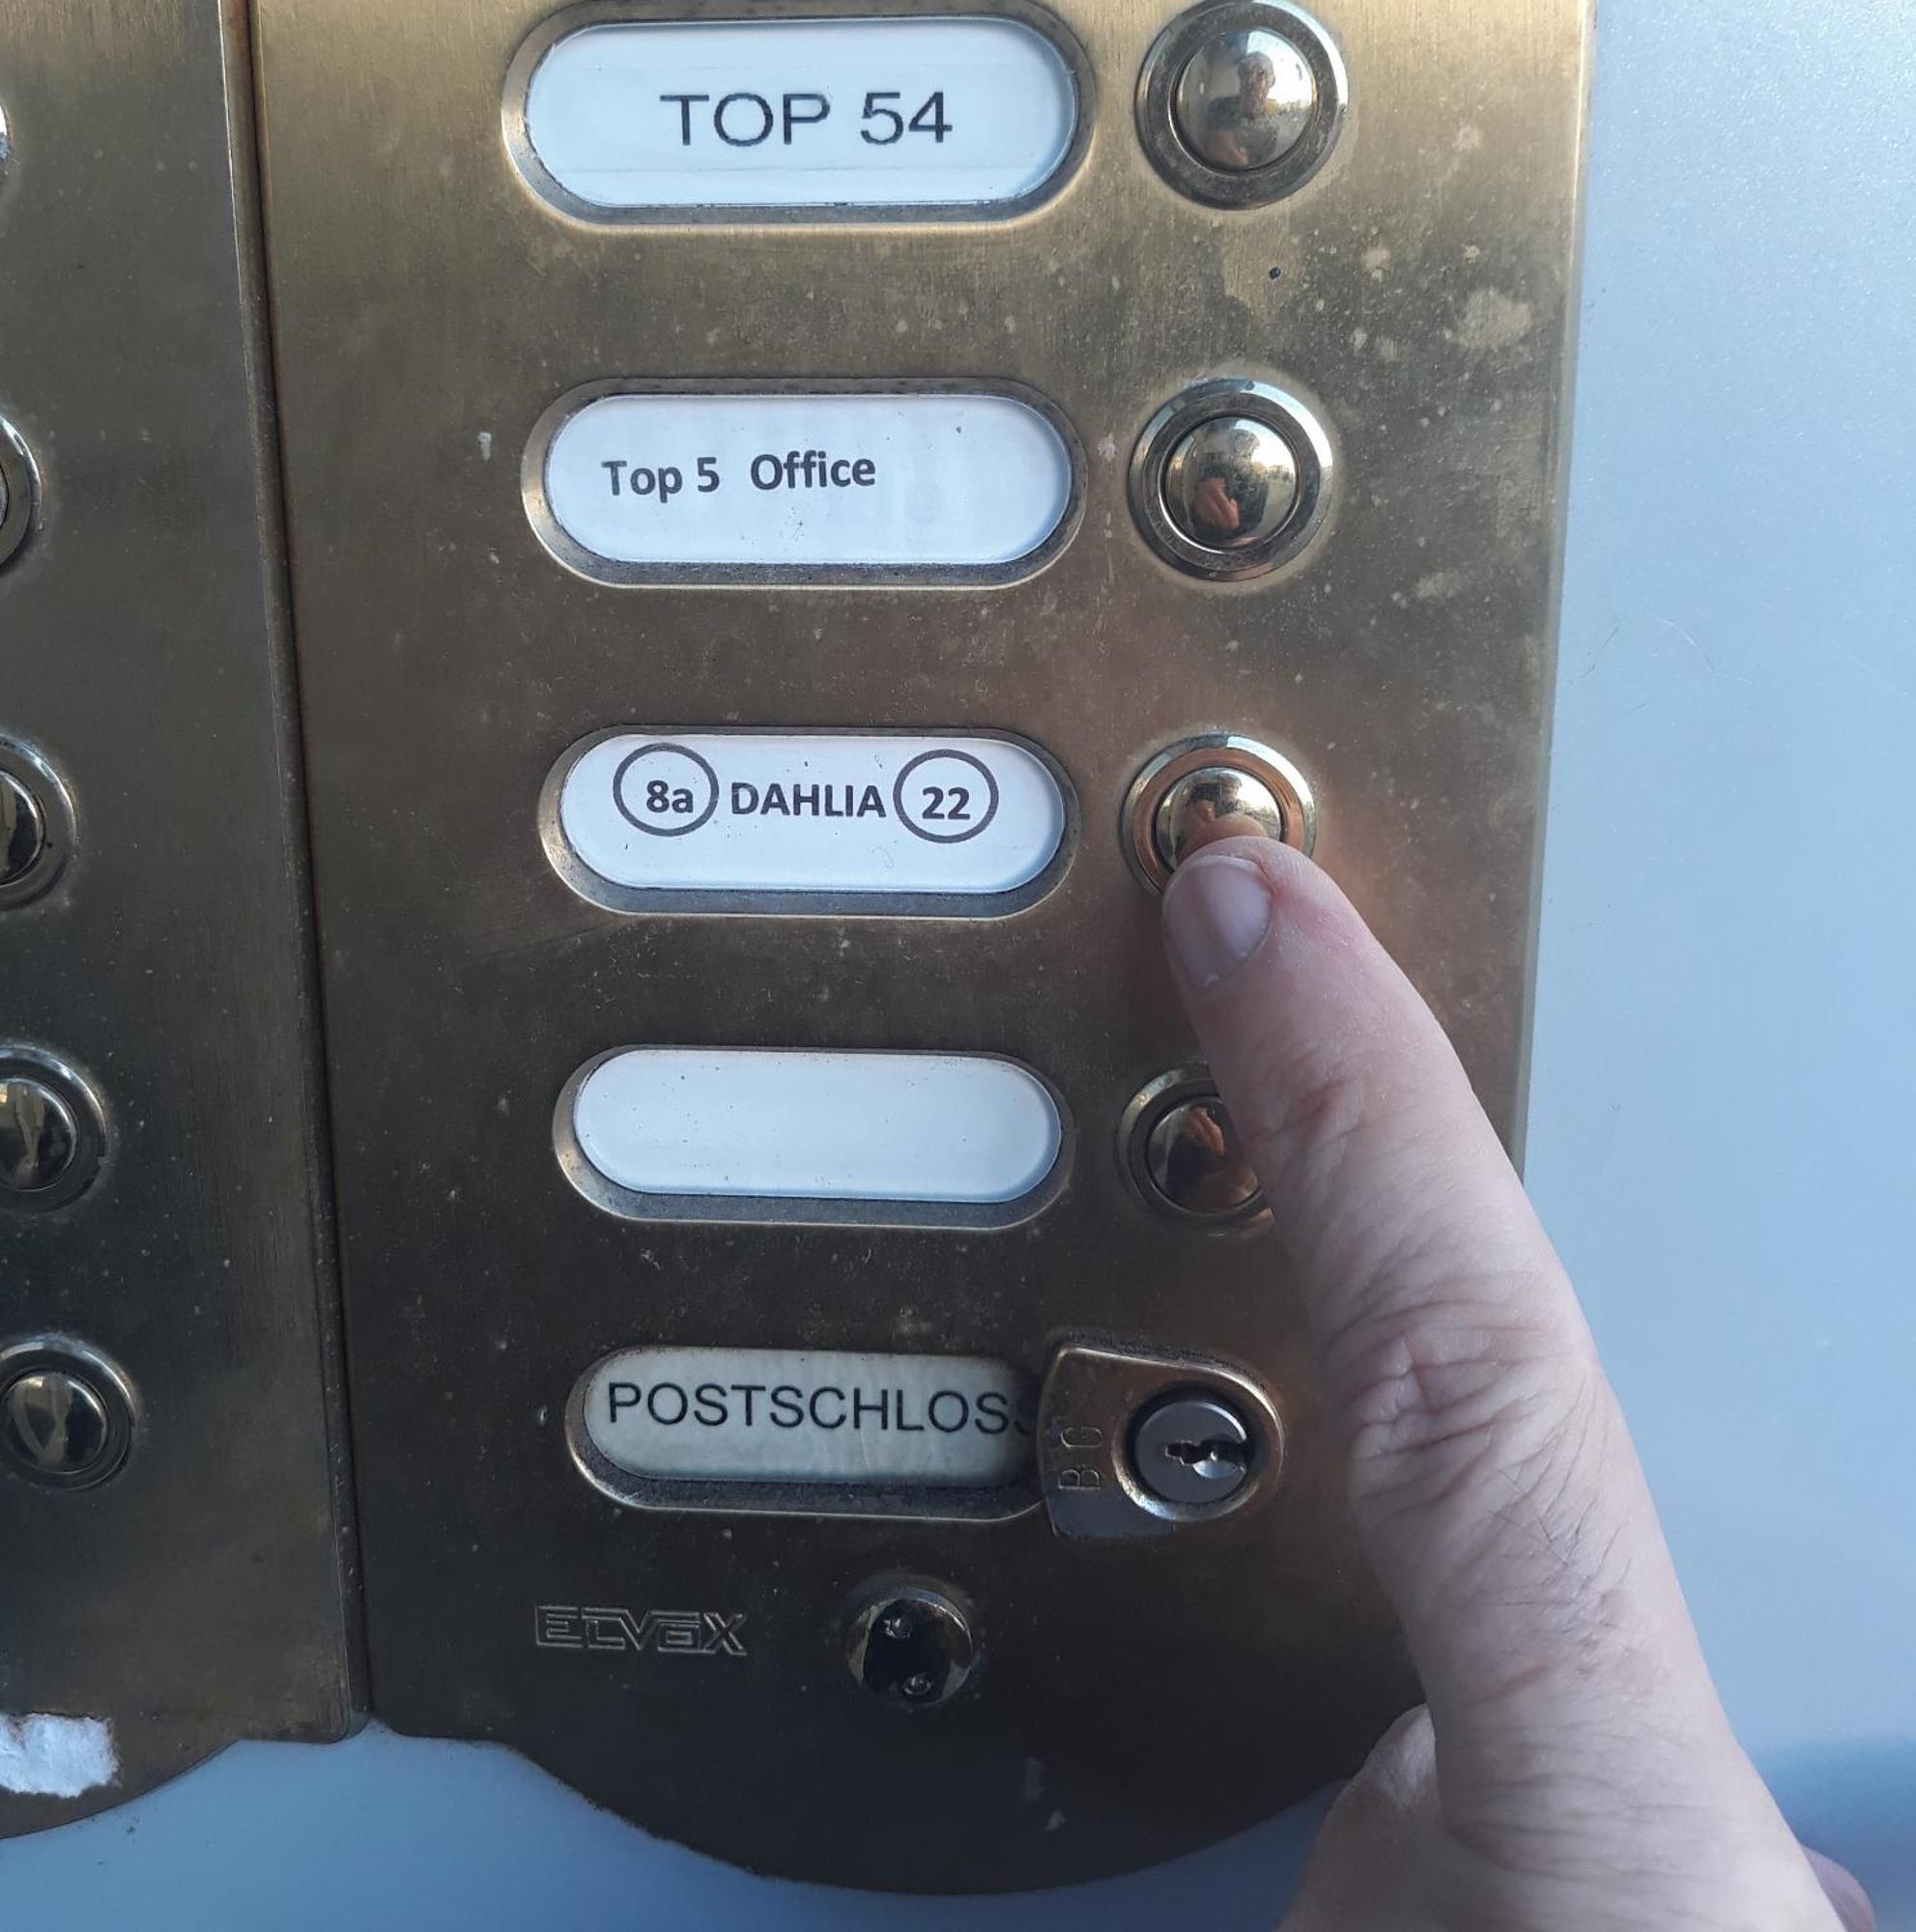 TOP 54
Top 5 Office
8a DAHLIA 22
POSTSCHLOSS
BG
ELVOX